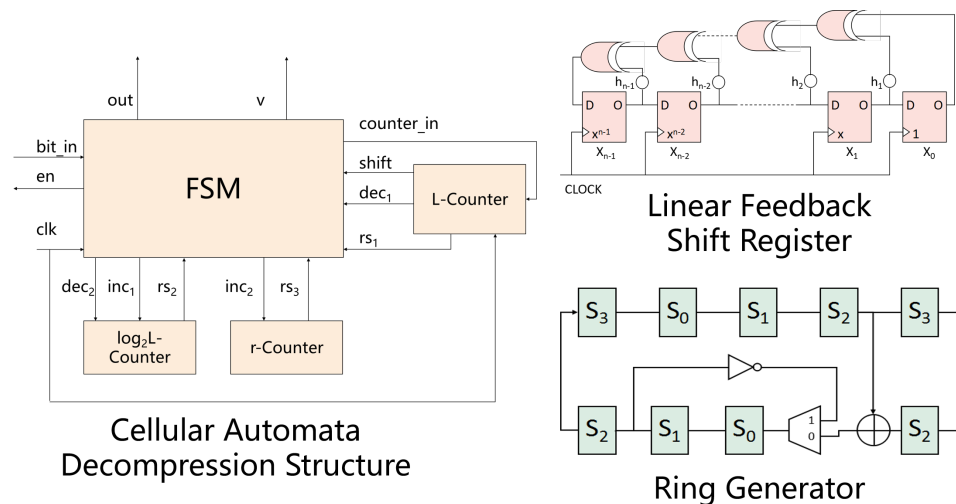 out
v
counter_in
bit_in
en
clk
FSM
shift
dec₁
rs₁
L-Counter
dec₂
inc₁
rs₂
inc₂
rs₃
log₂L-
Counter
r-Counter
Cellular Automata
Decompression Structure
hₙ₋₁
hₙ₋₂
h₂
h₁
D O
xⁿ⁻¹
Xₙ₋₁
D O
xⁿ⁻²
Xₙ₋₂
D O
x
X₁
D O
1
X₀
CLOCK
Linear Feedback
Shift Register
S₃ S₀ S₁ S₂ S₃
S₂ S₁ S₀
1
0
S₂
Ring Generator